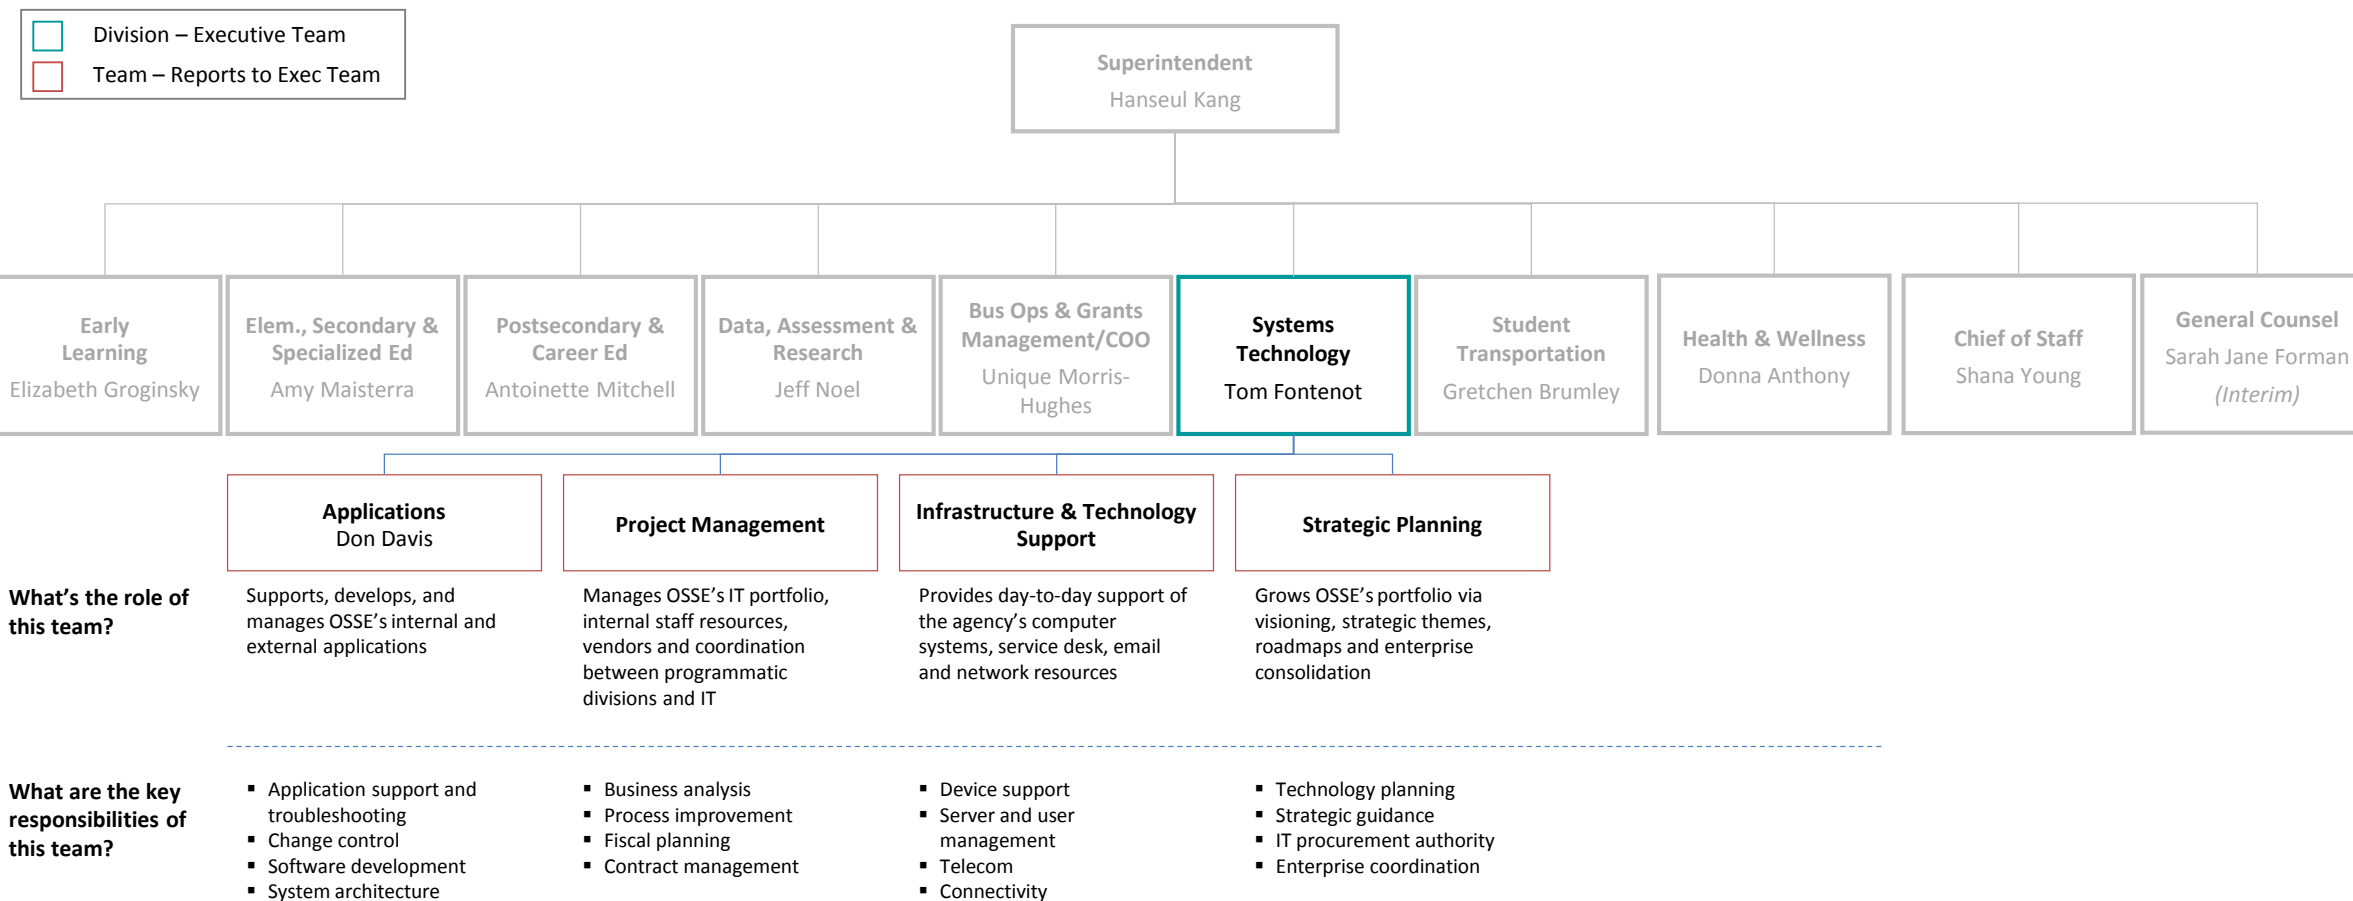 Division – Executive Team
Team – Reports to Exec Team
Superintendent
Hanseul Kang
Early
Learning
Elizabeth Groginsky
Elem., Secondary &
Specialized Ed
Amy Maisterra
Postsecondary &
Career Ed
Antoinette Mitchell
Data, Assessment &
Research
Jeff Noel
Bus Ops & Grants
Management/COO
Unique Morris-
Hughes
Systems
Technology
Tom Fontenot
Student
Transportation
Gretchen Brumley
Health & Wellness
Donna Anthony
Chief of Staff
Shana Young
General Counsel
Sarah Jane Forman
(Interim)
Applications
Don Davis
Project Management
Infrastructure & Technology
Support
Strategic Planning
What's the role of
this team?
Supports, develops, and
manages OSSE's internal and
external applications
Manages OSSE's IT portfolio,
internal staff resources,
vendors and coordination
between programmatic
divisions and IT
Provides day-to-day support of
the agency's computer
systems, service desk, email
and network resources
Grows OSSE's portfolio via
visioning, strategic themes,
roadmaps and enterprise
consolidation
What are the key
responsibilities of
this team?
▪ Application support and
troubleshooting
▪ Change control
▪ Software development
▪ System architecture
▪ Business analysis
▪ Process improvement
▪ Fiscal planning
▪ Contract management
▪ Device support
▪ Server and user
management
▪ Telecom
▪ Connectivity
▪ Technology planning
▪ Strategic guidance
▪ IT procurement authority
▪ Enterprise coordination